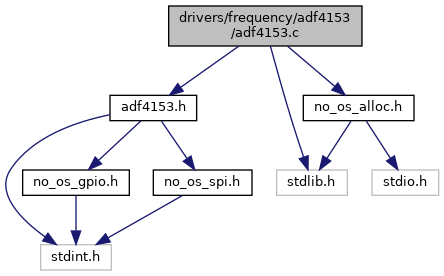 drivers/frequency/adf4153
/adf4153.c
adf4153.h
no_os_alloc.h
no_os_gpio.h
no_os_spi.h
stdlib.h
stdio.h
stdint.h